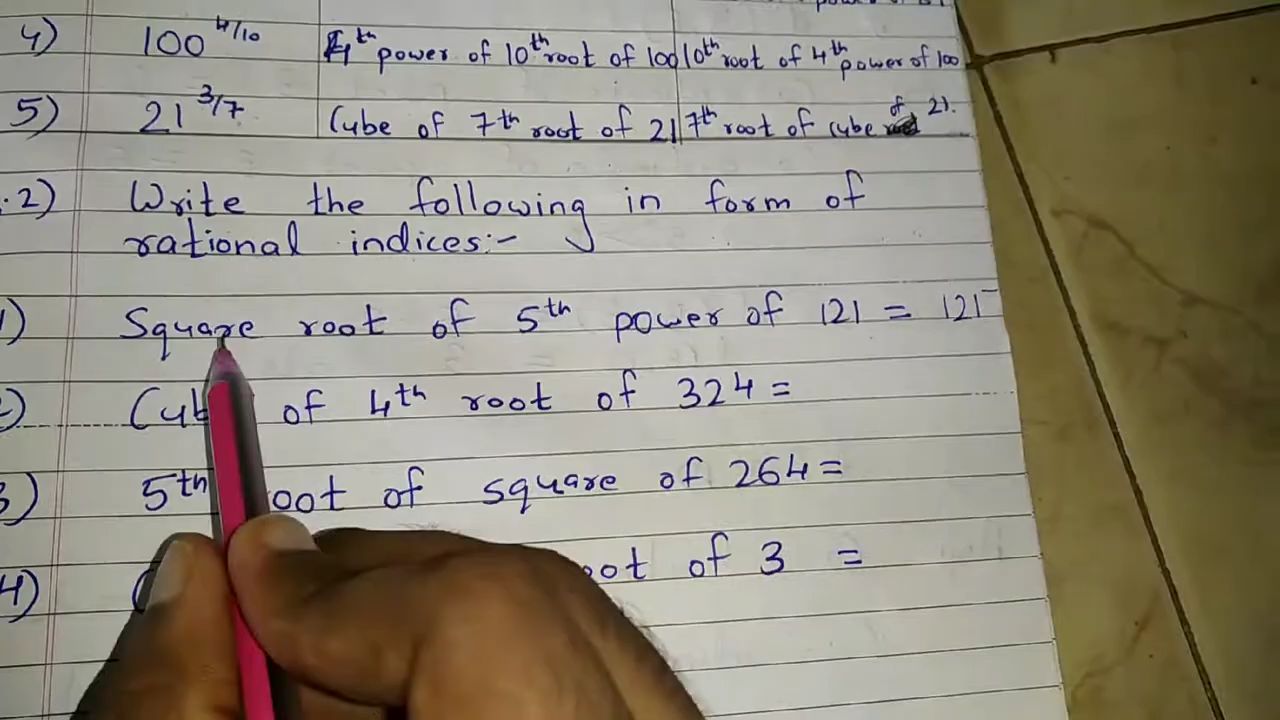 4) 100^4/10 4th power of 10th root of 100 10th root of 4th power of 100
5) 21^3/7 Cube of 7th root of 21 7th root of cube of 21.
.2) Write the following in form of
rational indices:-
1) Square root of 5th power of 121 = 121
2) Cub of 4th root of 324 =
3) 5th root of square of 264 =
4) oot of 3 =